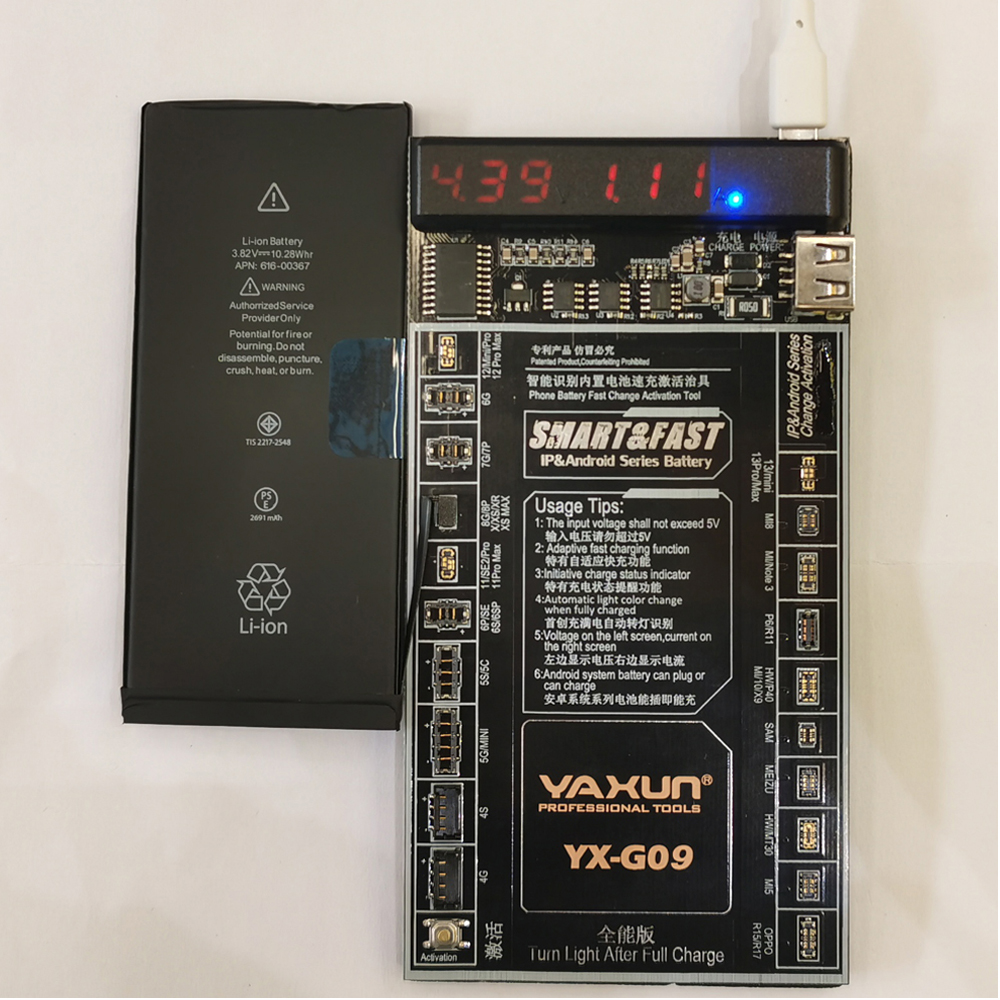 Li-ion Battery
3.82V⎓10.28Whr
APN: 616-00367
WARNING
Authorrized Service
Provider Only
Potential for fire or
burning. Do not
disassemble, puncture,
crush, heat, or burn.
TIS 2217-2548
PS
E
2691 mAh
Li-ion
4.39 1.11
充电 电源
CHARGE POWER
R050
USB
12/Mini/Pro
12 Pro Max
6G
7G/7P
8G/8P
X/XS/XR
XS MAX
11/SE2/Pro
11Pro Max
6P/SE
6S/6SP
5S/5C
5G/MINI
4S
4G
激活
Activation
专利产品 仿冒必究
Patented Product,Counterfeiting Prohibited
智能识别内置电池速充激活治具
Phone Battery Fast Change Activation Tool
SMART&FAST
IP&Android Series Battery
Usage Tips:
1: The input voltage shall not exceed 5V
输入电压请勿超过5V
2: Adaptive fast charging function
特有自适应快充功能
3:Initiative charge status indicator
特有充电状态提醒功能
4:Automatic light color change
when fully charged
首创充满电自动转灯识别
5:Voltage on the left screen,current on
the right screen
左边显示电压右边显示电流
6:Android system battery can plug or
can charge
安卓系统系列电池能插即能充
YAXUN®
PROFESSIONAL TOOLS
YX-G09
全能版
Turn Light After Full Charge
IP&Android Series
Change Activation
13/mini
13Pro/Max
MI8
Mi/Note 3
P6/R11
HW/P40
MI/10/X9
SAM
MEIZU
HW/MT30
MI5
OPPO
R15/R17